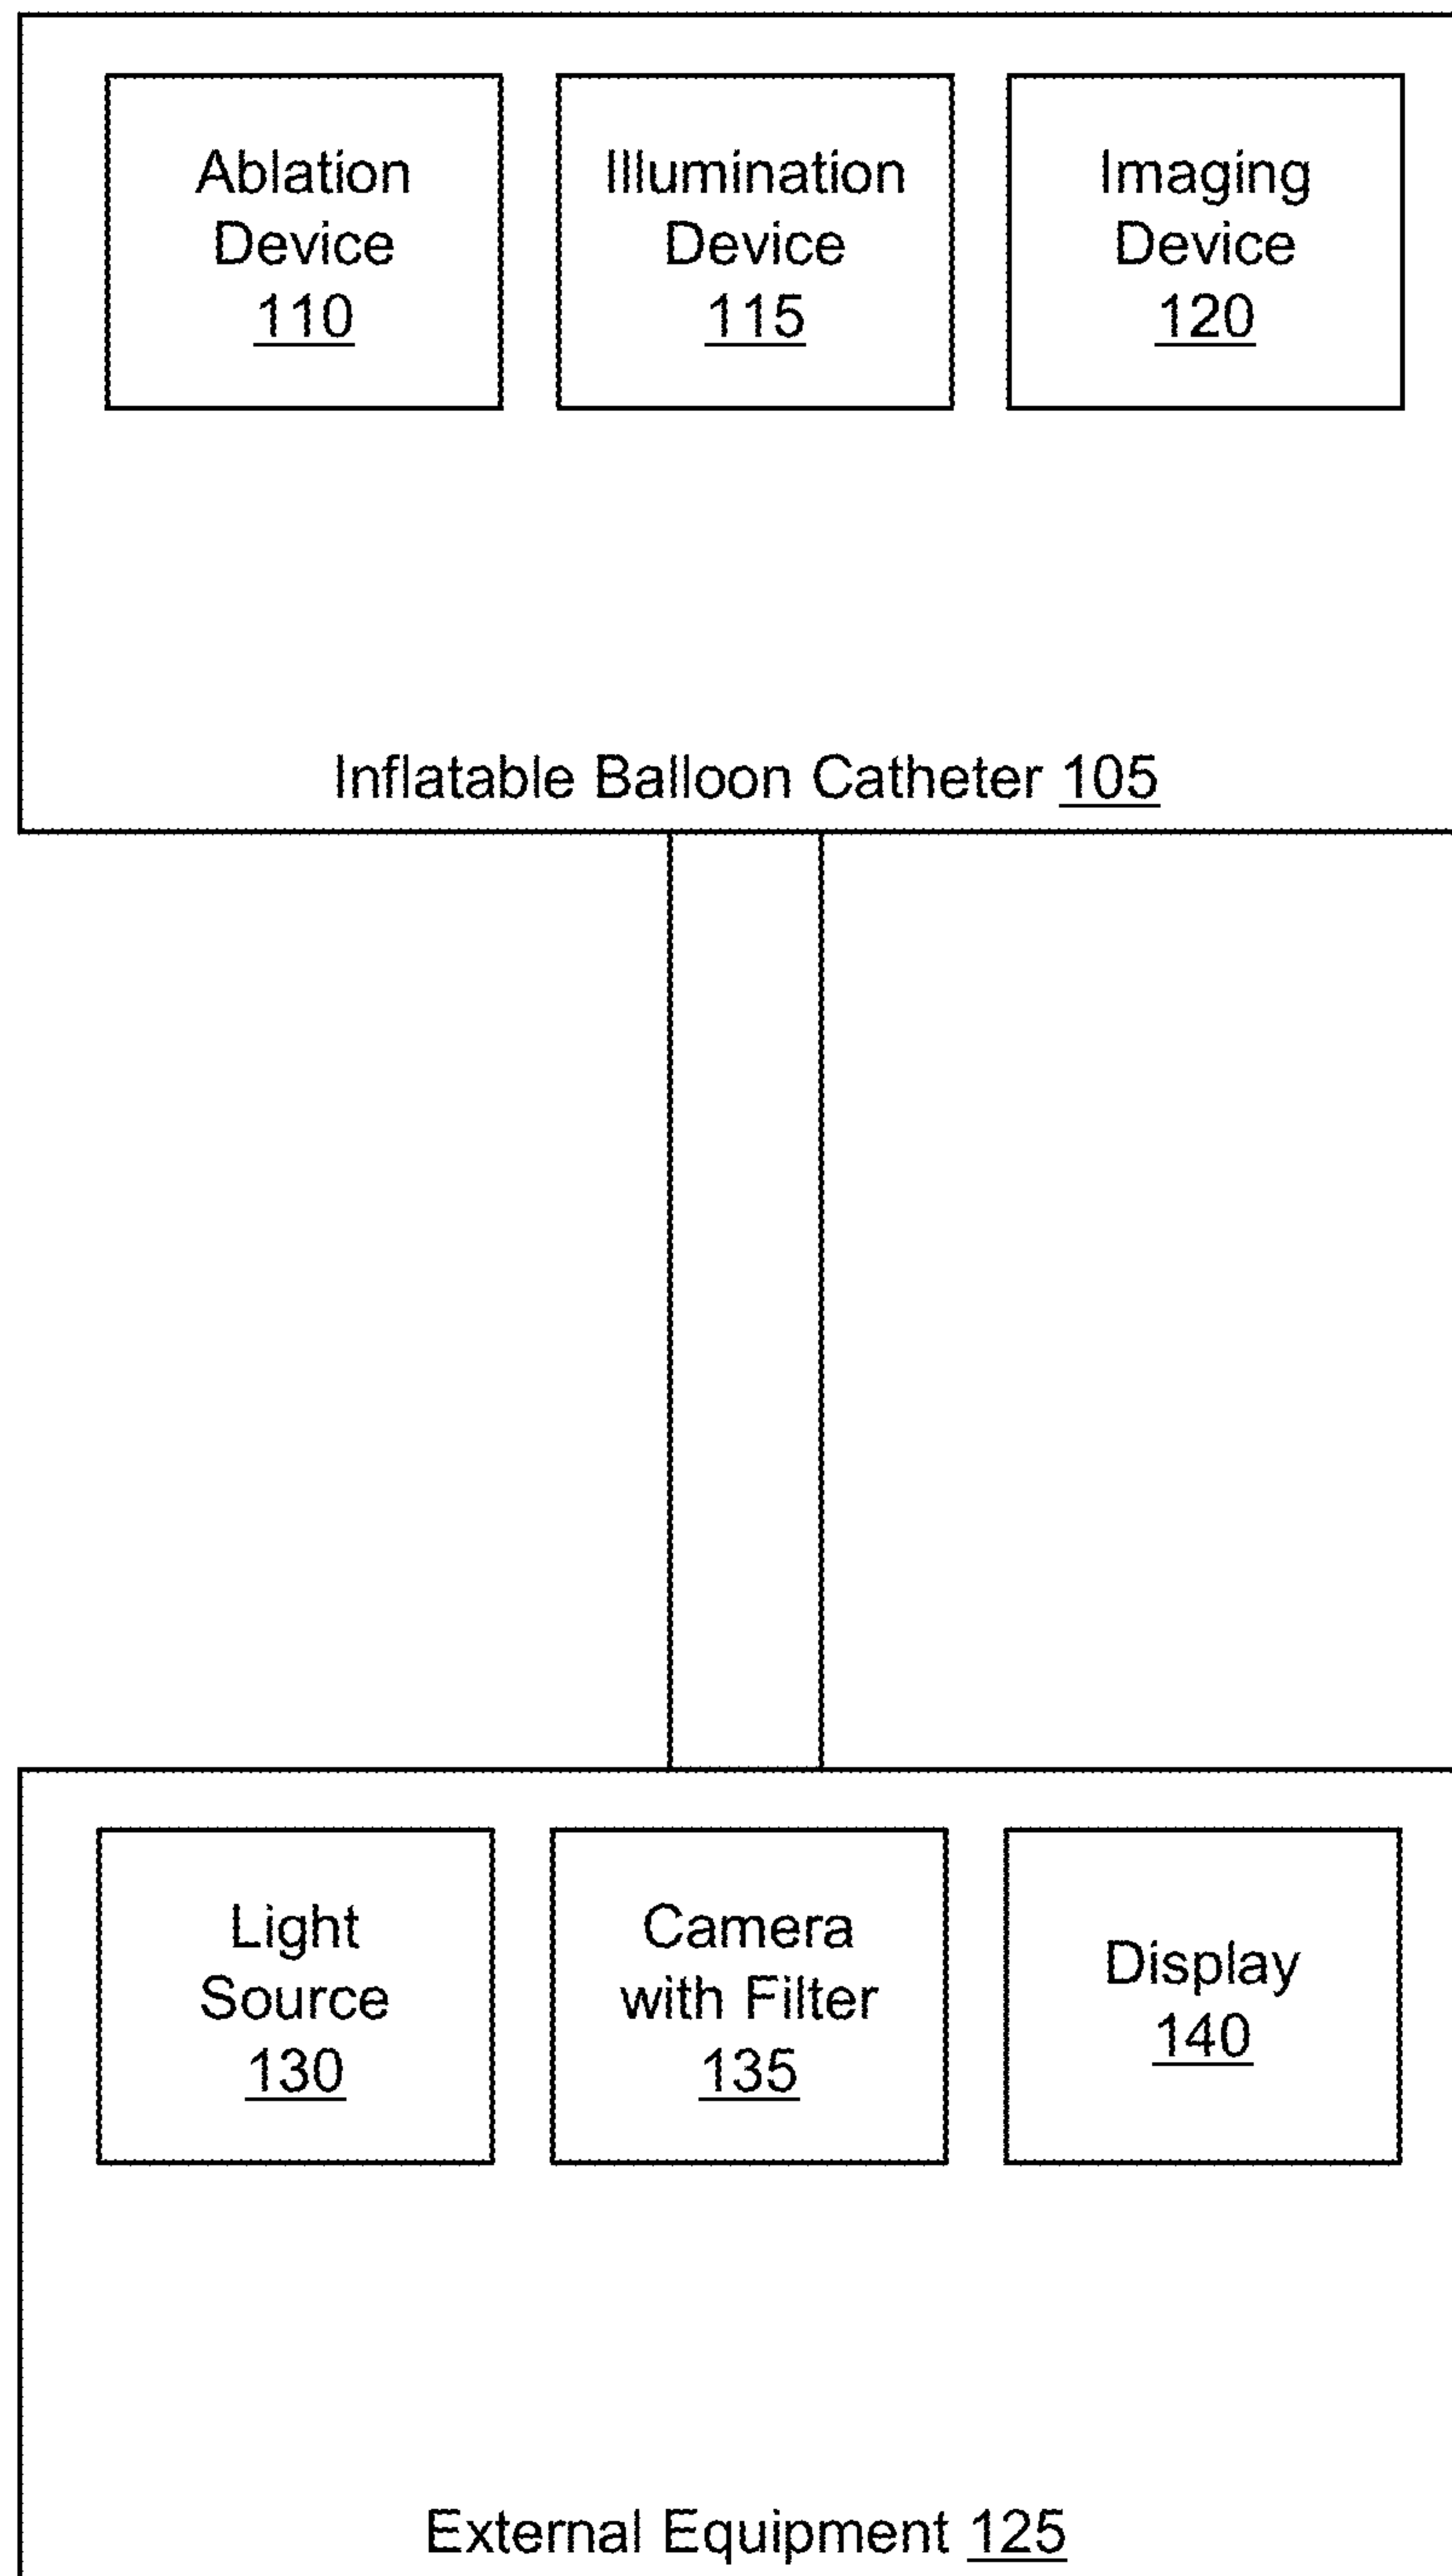 Ablation
Device
110
Illumination
Device
115
Imaging
Device
120
Inflatable Balloon Catheter 105
Light
Source
130
Camera
with Filter
135
Display
140
External Equipment 125